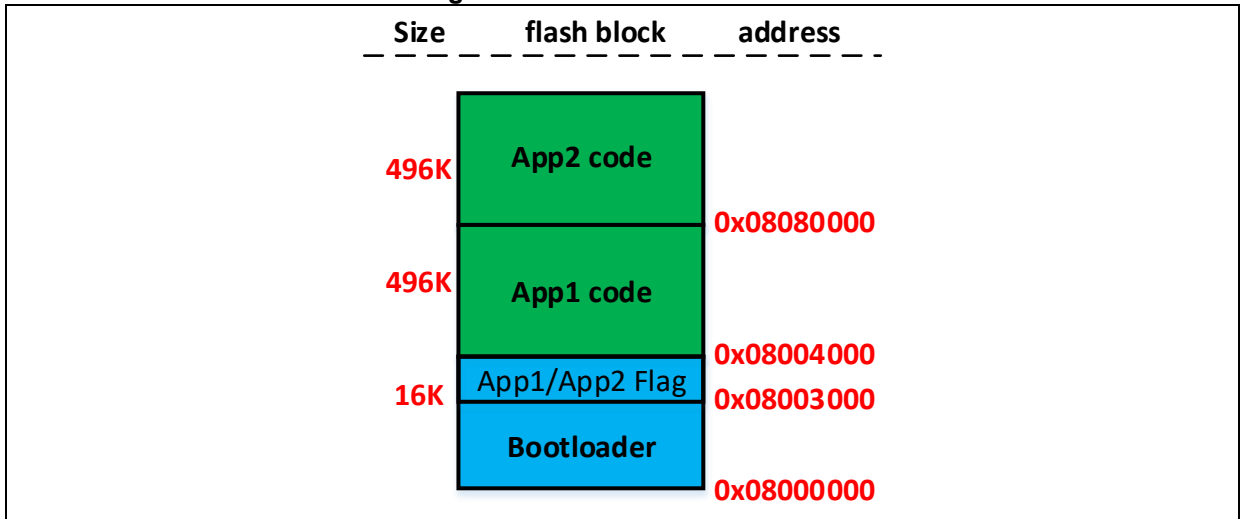 Size flash block address
App2 code
496K
0x08080000
496K
App1 code
0x08004000
App1/App2 Flag
16K
0x08003000
Bootloader
0x08000000